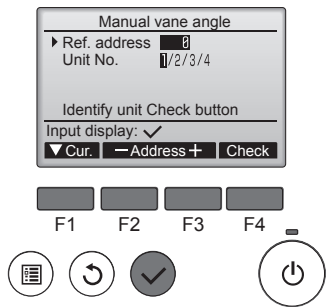 Manual vane angle
▶ Ref. address 0
Unit No. 1/2/3/4
Identify unit Check button
Input display: ✓
▼ Cur. − Address + Check
F1 F2 F3 F4